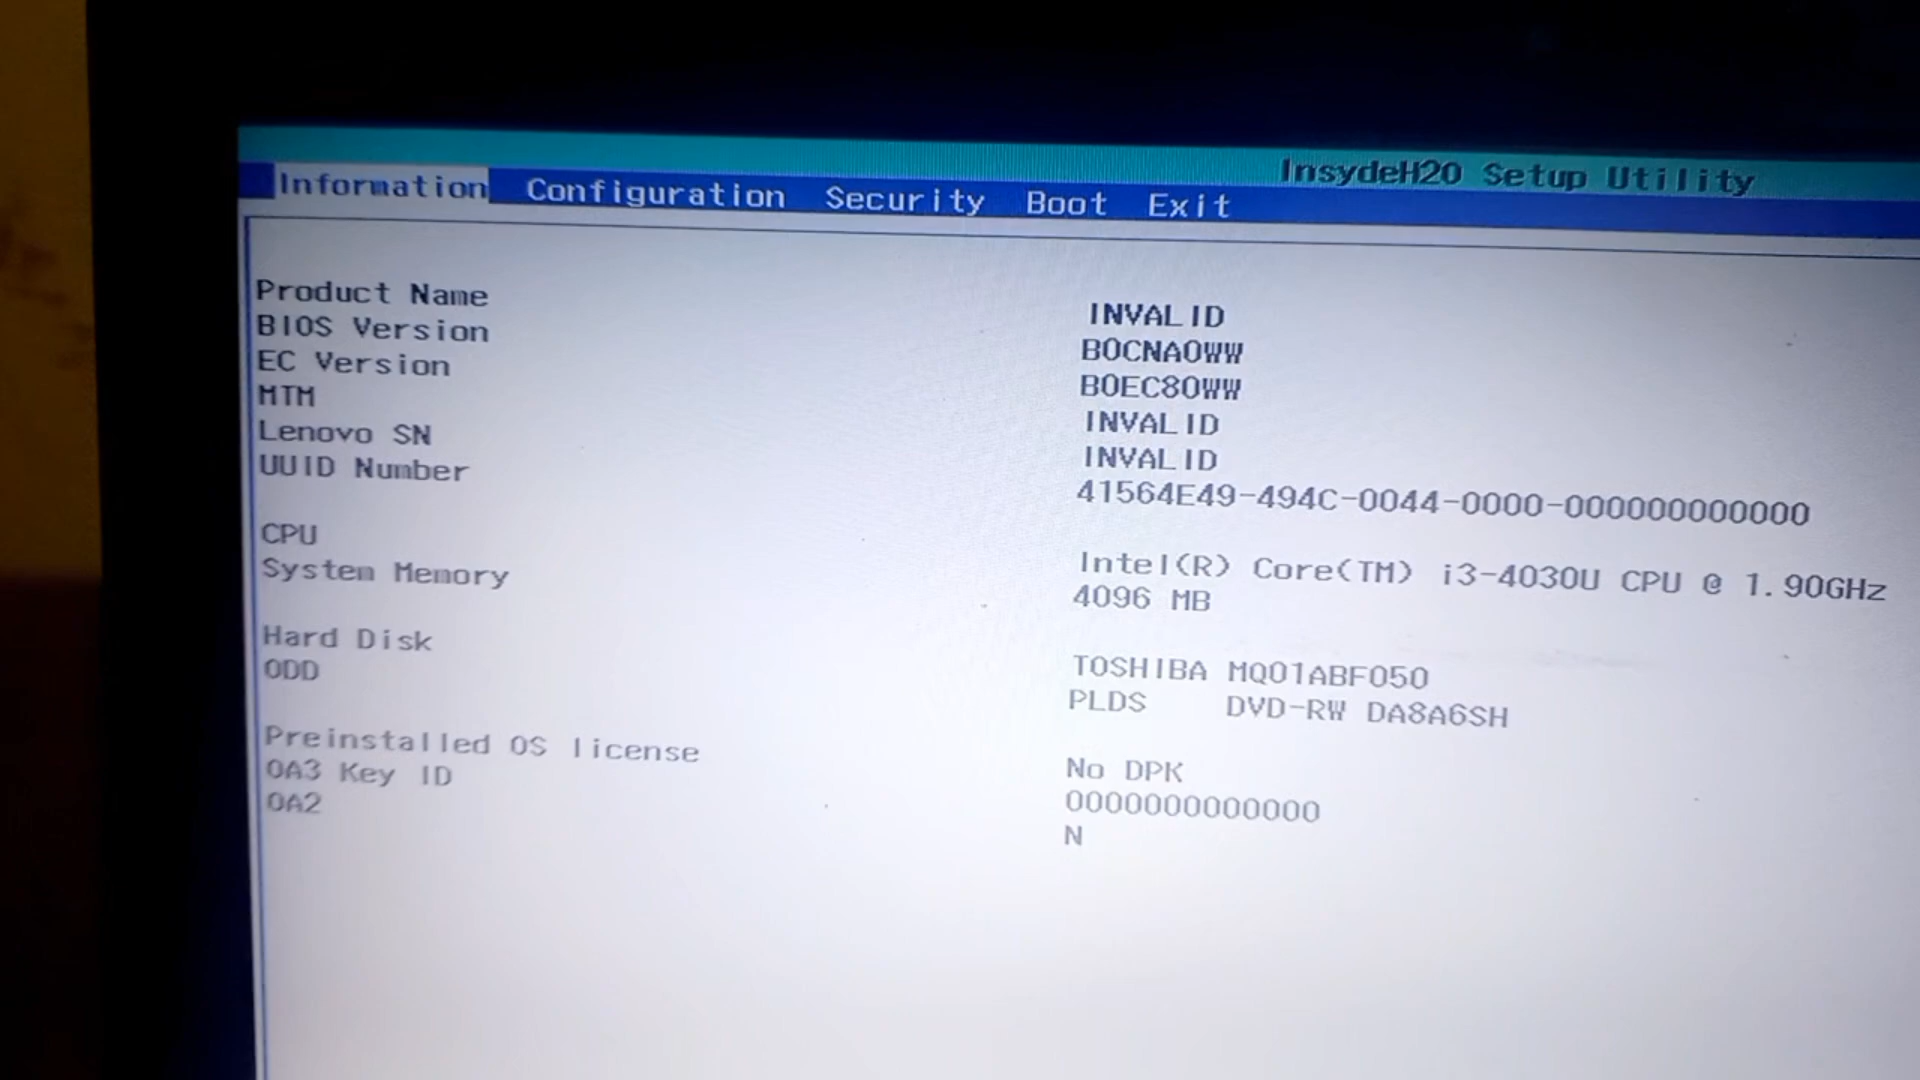 InsydeH20 Setup Utility
Information Configuration Security Boot Exit
Product Name INVALID
BIOS Version B0CNA0WW
EC Version B0EC80WW
MTM INVALID
Lenovo SN INVALID
UUID Number 41564E49-494C-0044-0000-000000000000
CPU Intel(R) Core(TM) i3-4030U CPU @ 1.90GHz
System Memory 4096 MB
Hard Disk TOSHIBA MQ01ABF050
ODD PLDS DVD-RW DA8A6SH
Preinstalled OS license No DPK
OA3 Key ID 0000000000000
OA2 N